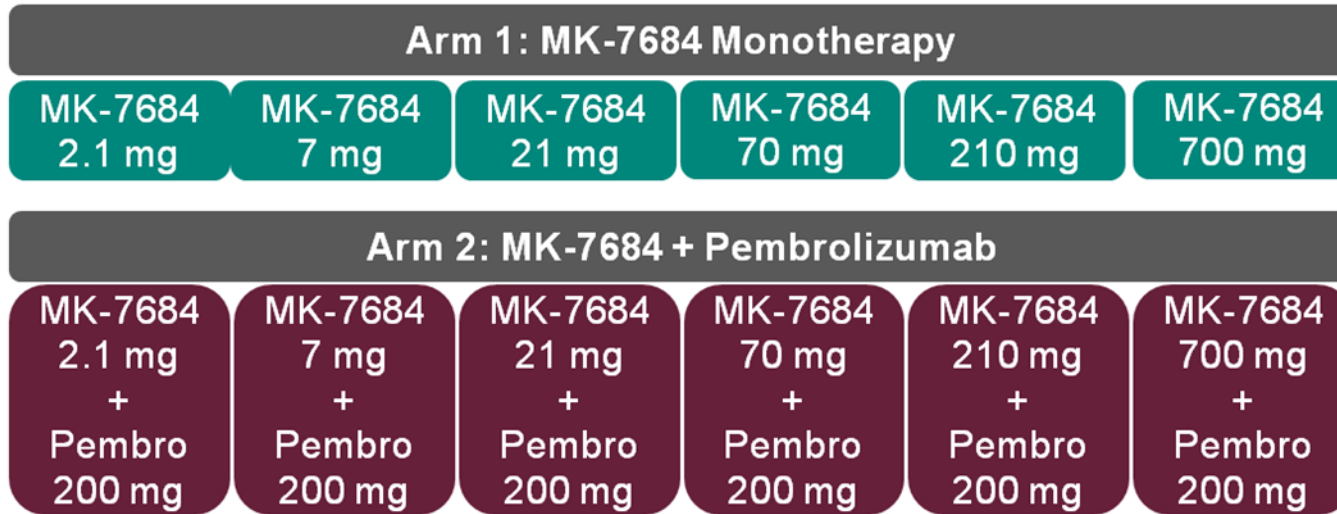 Arm 1: MK-7684 Monotherapy
MK-7684
2.1 mg
MK-7684
7 mg
MK-7684
21 mg
MK-7684
70 mg
MK-7684
210 mg
MK-7684
700 mg
Arm 2: MK-7684 + Pembrolizumab
MK-7684
2.1 mg
+
Pembro
200 mg
MK-7684
7 mg
+
Pembro
200 mg
MK-7684
21 mg
+
Pembro
200 mg
MK-7684
70 mg
+
Pembro
200 mg
MK-7684
210 mg
+
Pembro
200 mg
MK-7684
700 mg
+
Pembro
200 mg